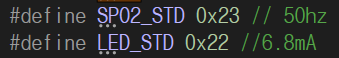 #define SPO2_STD 0x23 // 50hz
#define LED_STD 0x22 //6.8mA